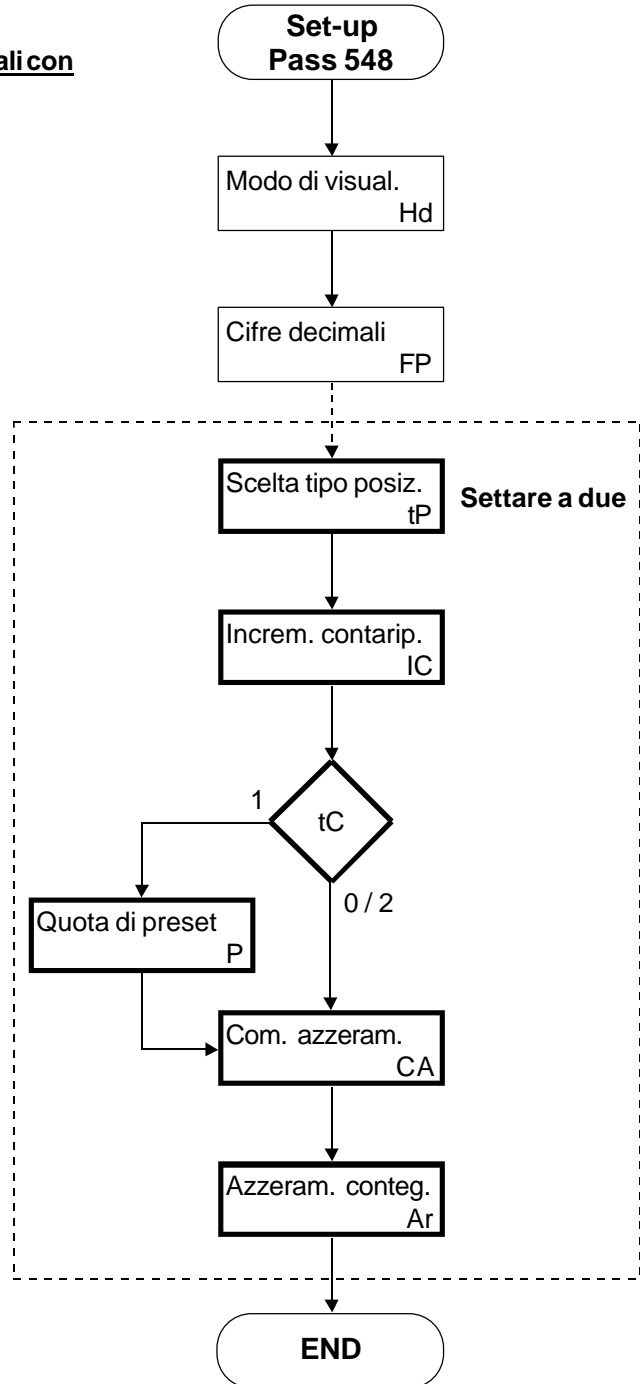 Set-up
Pass 548
ali con
Modo di visual.
Hd
Cifre decimali
FP
Scelta tipo posiz.
tP
Settare a due
Increm. contarip.
IC
1
tC
0 / 2
Quota di preset
P
Com. azzeram.
CA
Azzeram. conteg.
Ar
END